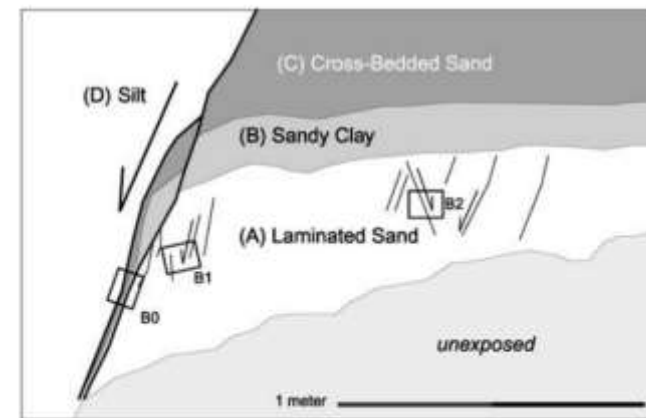 (C) Cross-Bedded Sand
(D) Silt
(B) Sandy Clay
B2
(A) Laminated Sand
B1
B0
unexposed
1 meter